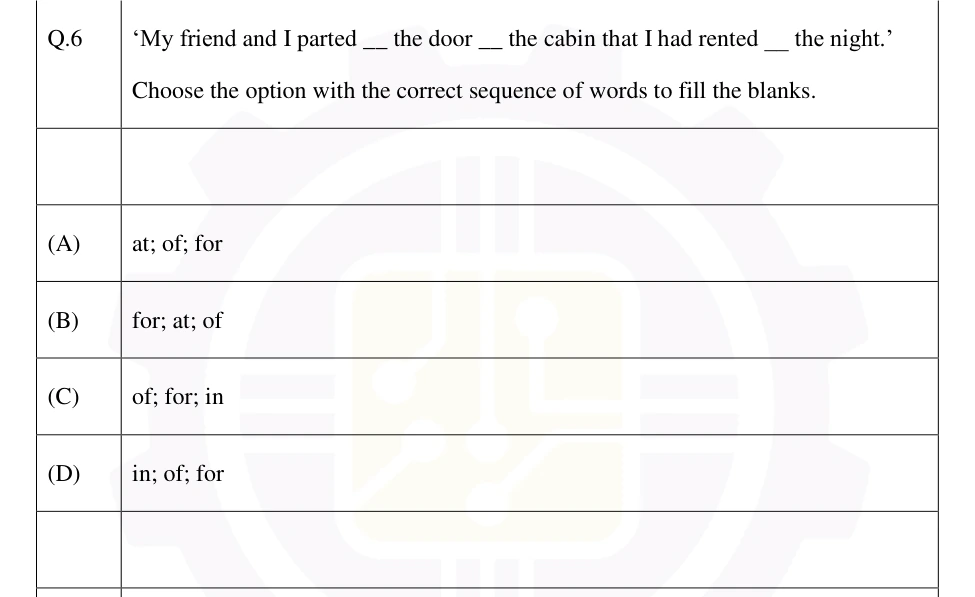 Q.6 ‘My friend and I parted __ the door __ the cabin that I had rented __ the night.’
Choose the option with the correct sequence of words to fill the blanks.
(A) at; of; for
(B) for; at; of
(C) of; for; in
(D) in; of; for